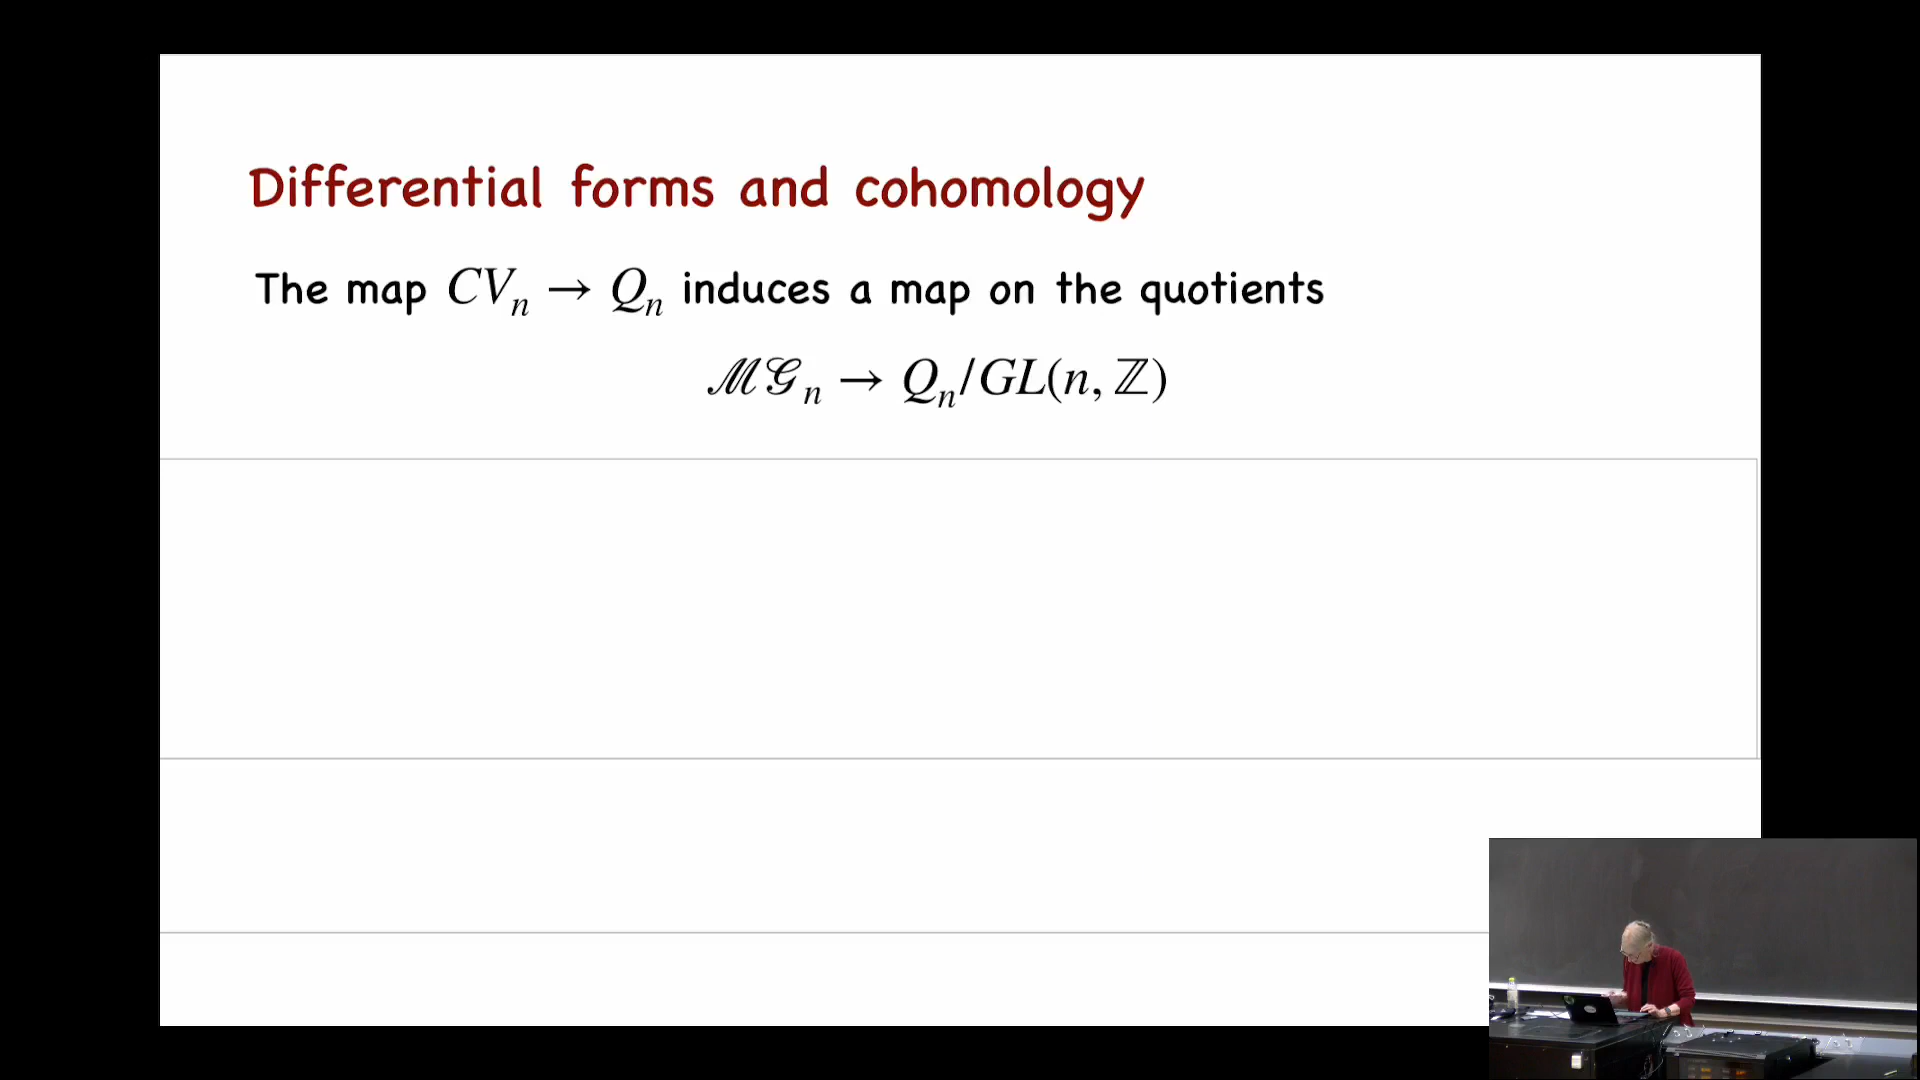 Differential forms and cohomology
The map $CV_n \to Q_n$ induces a map on the quotients
$\mathcal{MG}_n \to Q_n/GL(n, \mathbb{Z})$